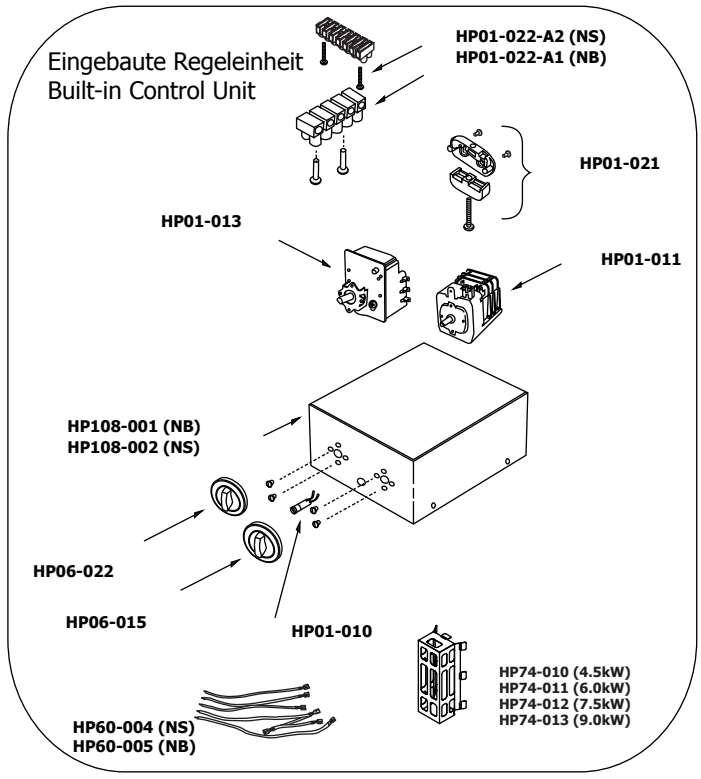 Eingebaute Regeleinheit
Built-in Control Unit
HP01-022-A2 (NS)
HP01-022-A1 (NB)
HP01-021
HP01-013
HP01-011
HP108-001 (NB)
HP108-002 (NS)
HP06-022
HP06-015
HP01-010
HP74-010 (4.5kW)
HP74-011 (6.0kW)
HP74-012 (7.5kW)
HP74-013 (9.0kW)
HP60-004 (NS)
HP60-005 (NB)